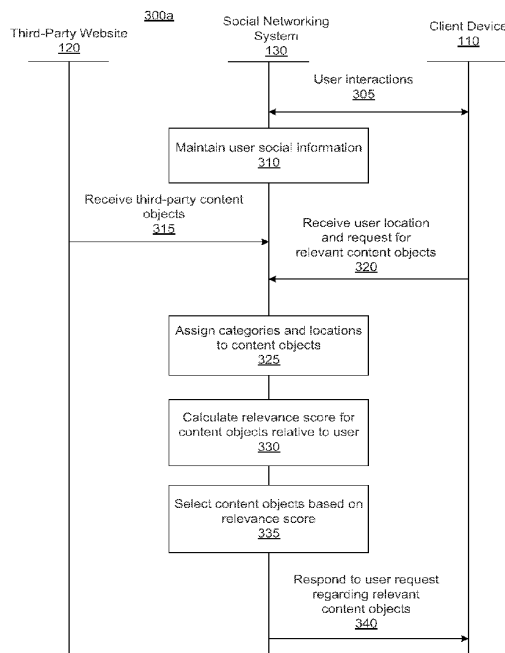 300a
Third-Party Website
120
Social Networking
System
130
Client Device
110
User interactions
305
Maintain user social information
310
Receive third-party content
objects
315
Receive user location
and request for
relevant content objects
320
Assign categories and locations
to content objects
325
Calculate relevance score for
content objects relative to user
330
Select content objects based on
relevance score
335
Respond to user request
regarding relevant
content objects
340